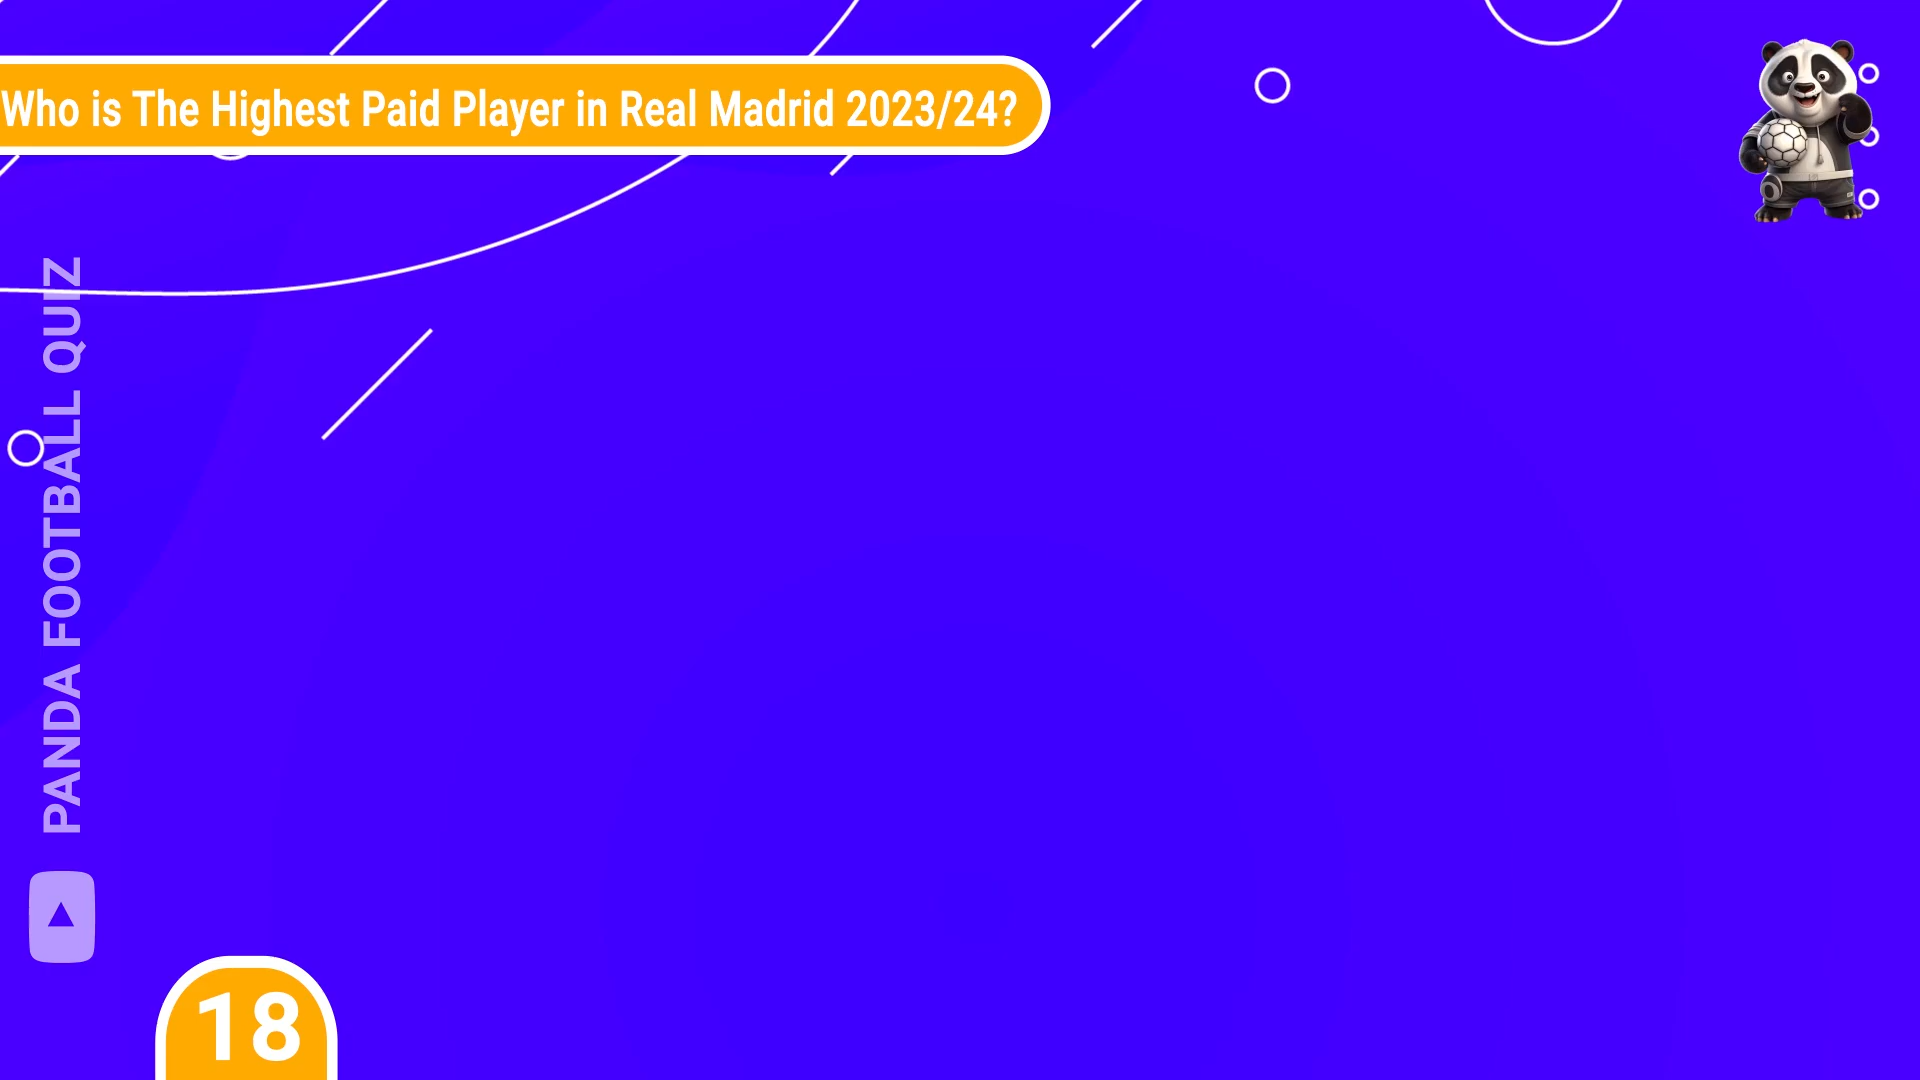 Who is The Highest Paid Player in Real Madrid 2023/24?
PANDA FOOTBALL QUIZ
18